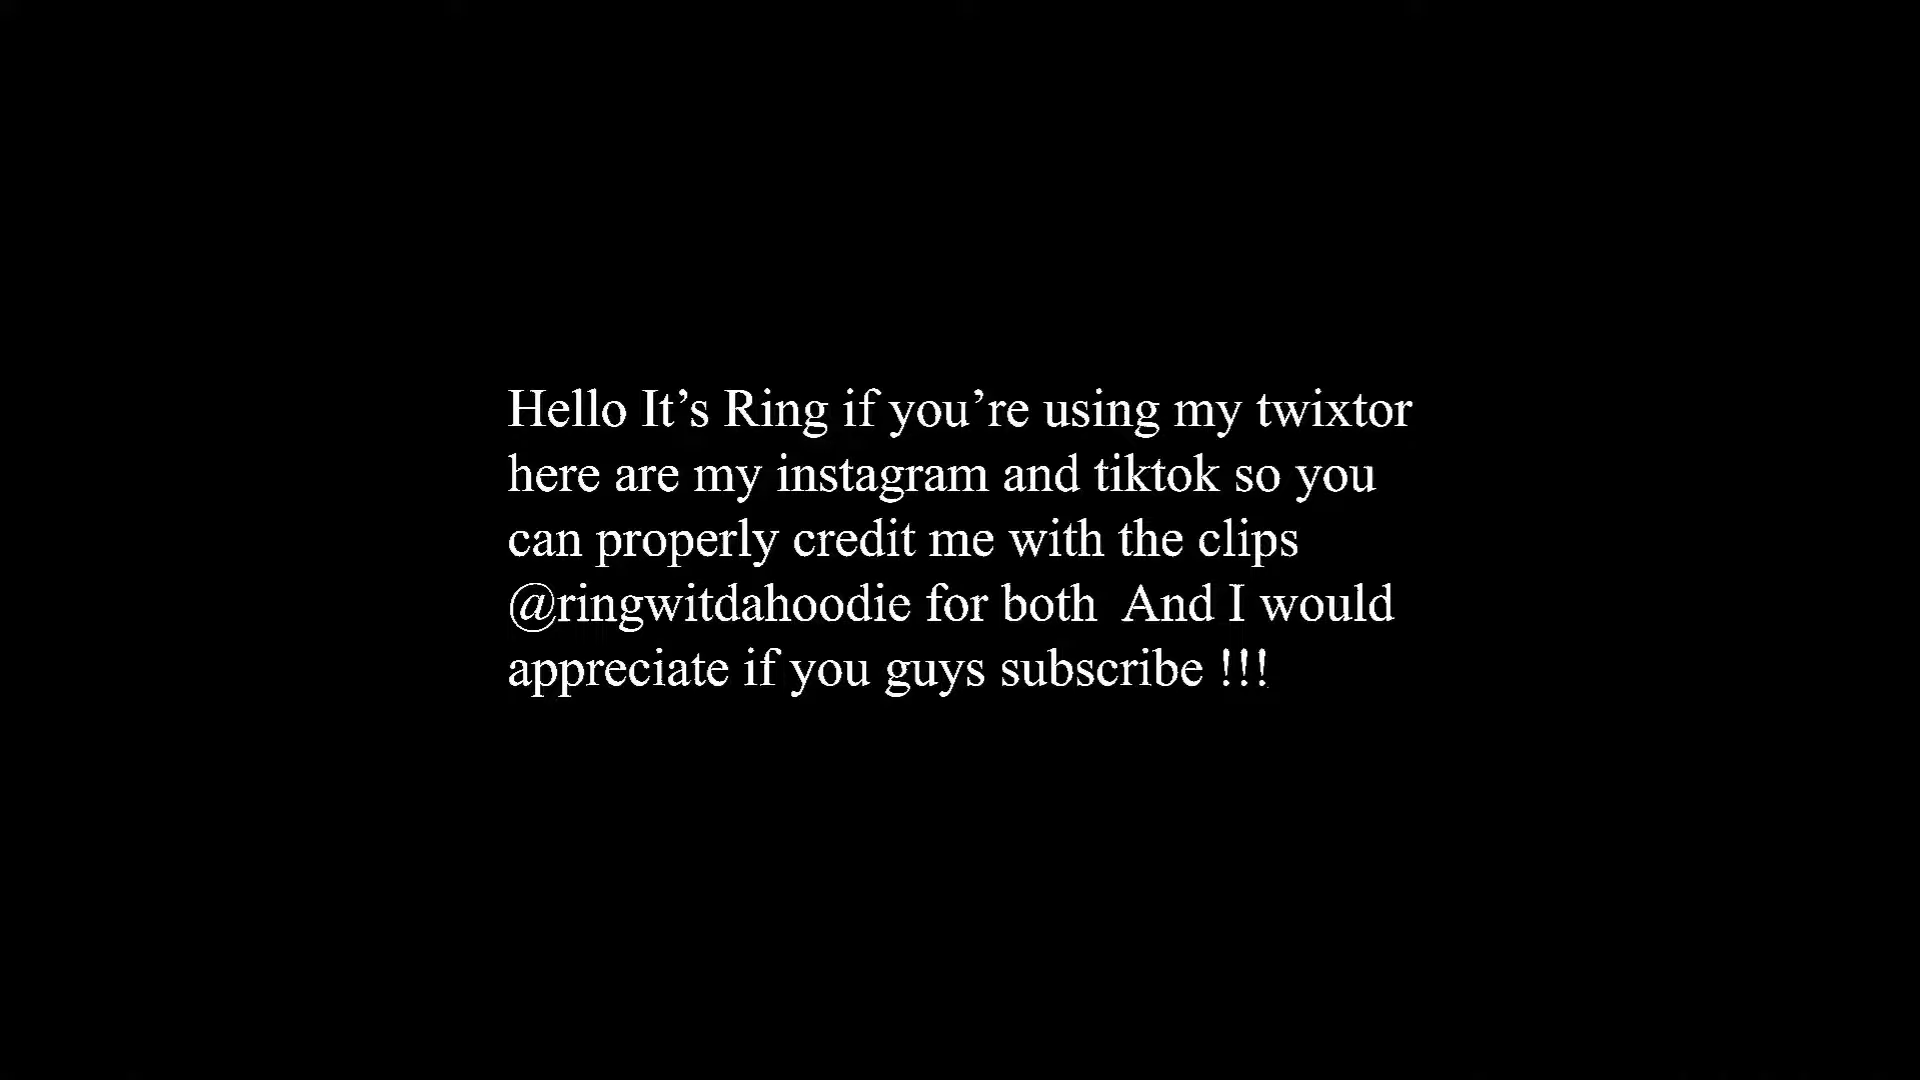 Hello It’s Ring if you’re using my twixtor
here are my instagram and tiktok so you
can properly credit me with the clips
@ringwitdahoodie for both  And I would
appreciate if you guys subscribe !!!